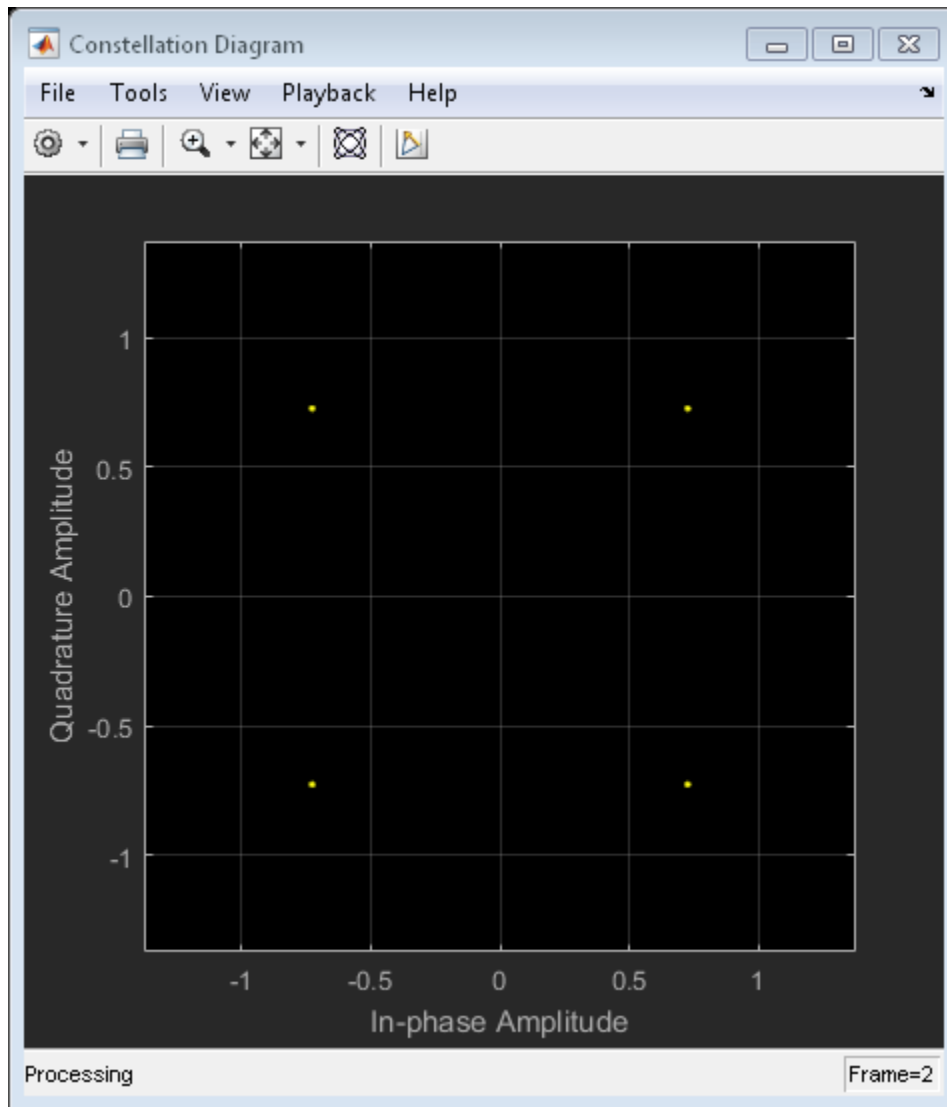 Constellation Diagram
File Tools View Playback Help
1
0.5
0
-0.5
-1
Quadrature Amplitude
-1 -0.5 0 0.5 1
In-phase Amplitude
Processing Frame=2